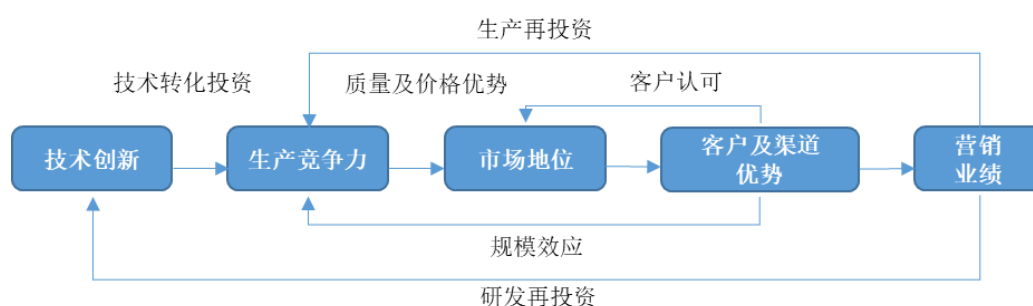 生产再投资
技术转化投资
质量及价格优势
客户认可
技术创新
生产竞争力
市场地位
客户及渠道
优势
营销
业绩
规模效应
研发再投资